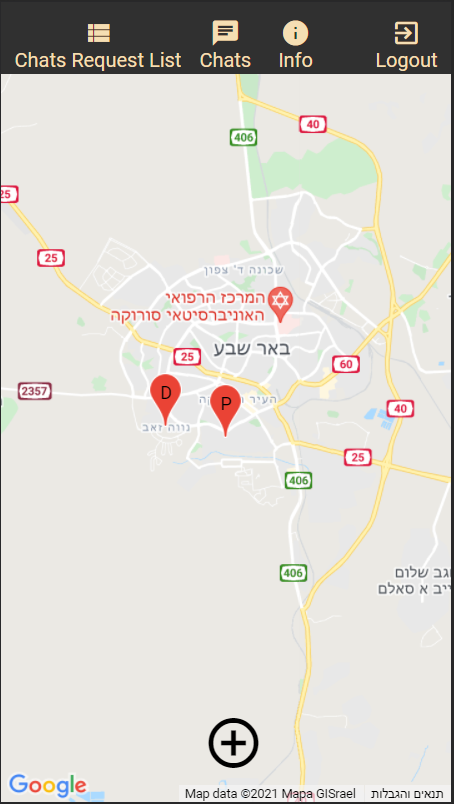 Chats Request List Chats Info Logout
40
406
25
25
שכונה ד' צפון
המרכז הרפואי
האוניברסיטאי סורוקה
באר שבע
25
60
2357
D
P
העיר
40
נווה זאב
25
406
406
שלום
א סאלם
Google
Map data ©2021 Mapa GISrael תנאים והגבלות